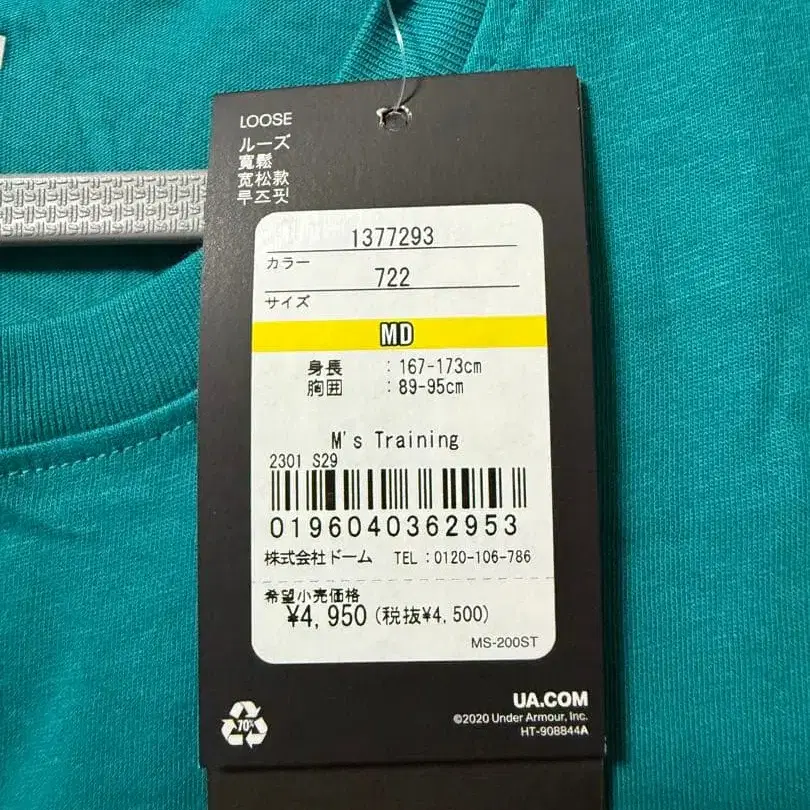 LOOSE
ルーズ
寬鬆
宽松款
루즈핏
1377293
カラー
722
サイズ
MD
身長 :167-173cm
胸囲 :89-95cm
M's Training
2301 S29
0196040362953
株式会社ドーム TEL:0120-106-786
希望小売価格
¥4,950(税抜¥4,500)
MS-200ST
70%
UA.COM
©2020 Under Armour, Inc.
HT-908844A